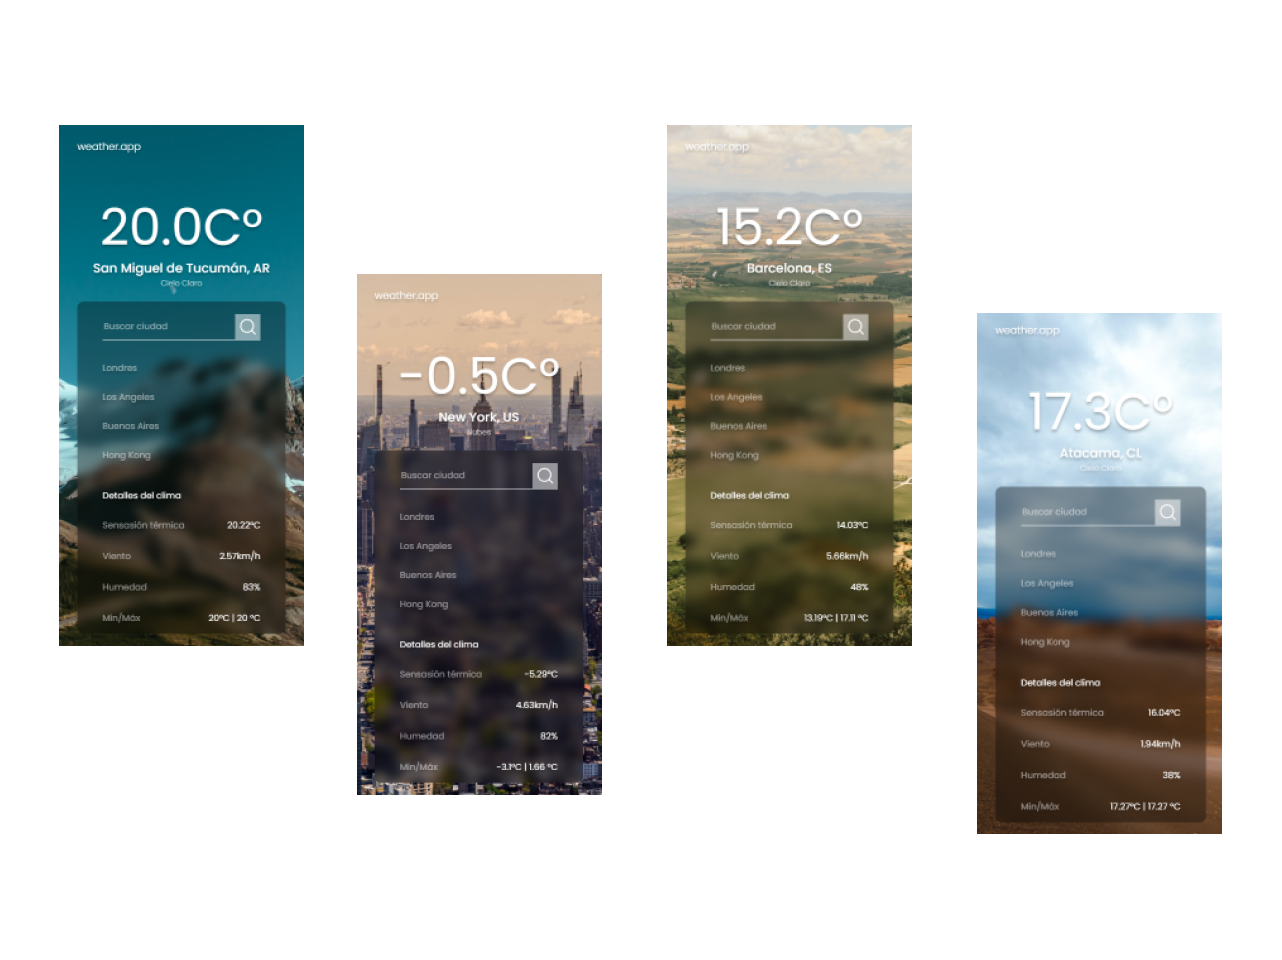 weather.app
20.0C°
San Miguel de Tucumán, AR
Cielo Claro
Buscar ciudad
Londres
Los Angeles
Buenos Aires
Hong Kong
Detalles del clima
Sensasión térmica 20.22°C
Viento 2.57km/h
Humedad 83%
Min/Máx 20°C | 20 °C
weather.app
-0.5C°
New York, US
Nubes
Buscar ciudad
Londres
Los Angeles
Buenos Aires
Hong Kong
Detalles del clima
Sensasión térmica -5.28°C
Viento 4.63km/h
Humedad 82%
Min/Máx -3.1°C | 1.66 °C
weather.app
15.2C°
Barcelona, ES
Cielo Claro
Buscar ciudad
Londres
Los Angeles
Buenos Aires
Hong Kong
Detalles del clima
Sensasión térmica 14.03°C
Viento 5.66km/h
Humedad 48%
Min/Máx 13.19°C | 17.11 °C
weather.app
17.3C°
Atacama, CL
Cielo Claro
Buscar ciudad
Londres
Los Angeles
Buenos Aires
Hong Kong
Detalles del clima
Sensasión térmica 16.04°C
Viento 1.94km/h
Humedad 38%
Min/Máx 17.27°C | 17.27 °C